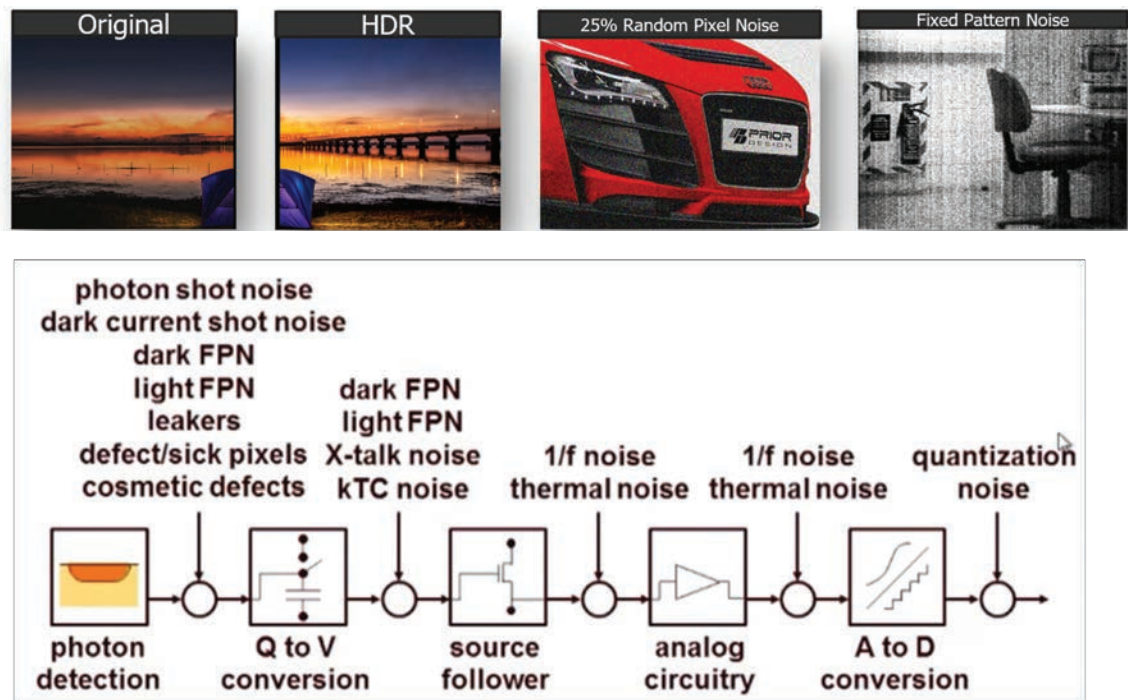 Original
HDR
25% Random Pixel Noise
Fixed Pattern Noise
PRIOR
DESIGN
photon shot noise
dark current shot noise
dark FPN
light FPN
leakers
defect/sick pixels
cosmetic defects
dark FPN
light FPN
X-talk noise
kTC noise
1/f noise
thermal noise
1/f noise
thermal noise
quantization
noise
photon
detection
Q to V
conversion
source
follower
analog
circuitry
A to D
conversion